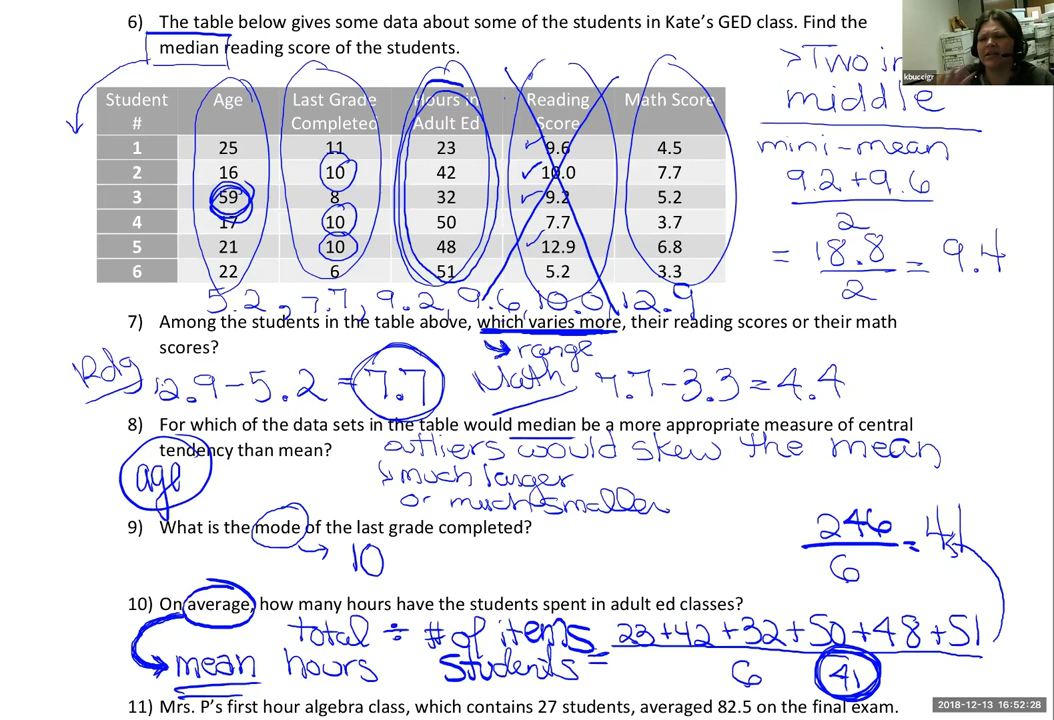 6) The table below gives some data about some of the students in Kate's GED class. Find the
median reading score of the students.
>Two in
middle
mini-mean
9.2+9.6
2
= 18.8 = 9.4
2
Student # Age Last Grade Completed Hours in Adult Ed Reading Score Math Score
1 25 11 23 9.6 4.5
2 16 10 42 10.0 7.7
3 59 8 32 9.2 5.2
4 17 10 50 7.7 3.7
5 21 10 48 12.9 6.8
6 22 6 51 5.2 3.3
5.2, 7.7, 9.2, 9.6, 10.0, 12.9
7) Among the students in the table above, which varies more, their reading scores or their math
scores?
range
Rdg 12.9-5.2 = 7.7 Math 7.7-3.3=4.4
8) For which of the data sets in the table would median be a more appropriate measure of central
tendency than mean?
outliers would skew the mean
age
much larger
or much smaller
9) What is the mode of the last grade completed?
10
246 = 41
6
10) On average, how many hours have the students spent in adult ed classes?
total ÷ # of items 23+42+32+50+48+51
mean hours students = 6 41
11) Mrs. P's first hour algebra class, which contains 27 students, averaged 82.5 on the final exam.
kbuccigr
2018-12-13 16:52:28